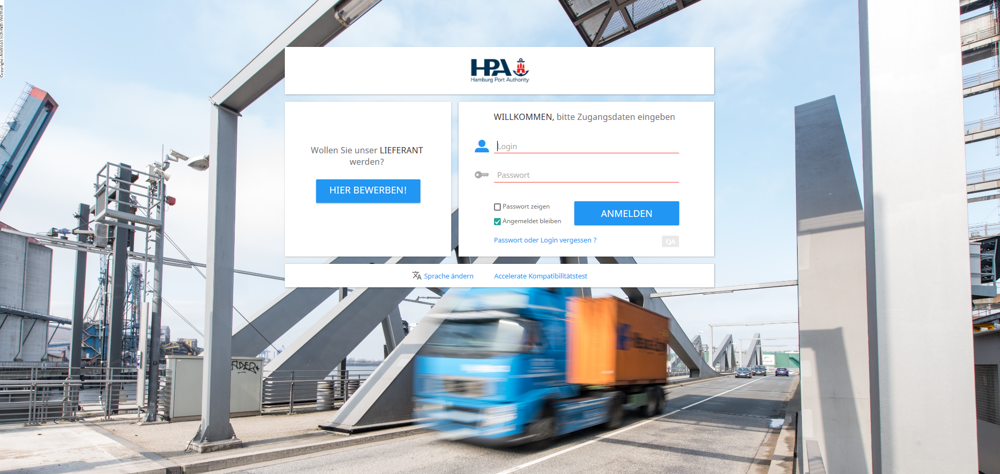 Copyright: Andreas Schmidt-Wiethoff
HPA
Hamburg Port Authority
Wollen Sie unser LIEFERANT
werden?
HIER BEWERBEN!
WILLKOMMEN, bitte Zugangsdaten eingeben
Login
Passwort
Passwort zeigen
Angemeldet bleiben
ANMELDEN
Passwort oder Login vergessen ?
QA
Sprache ändern
Accelerate Kompatibilitätstest